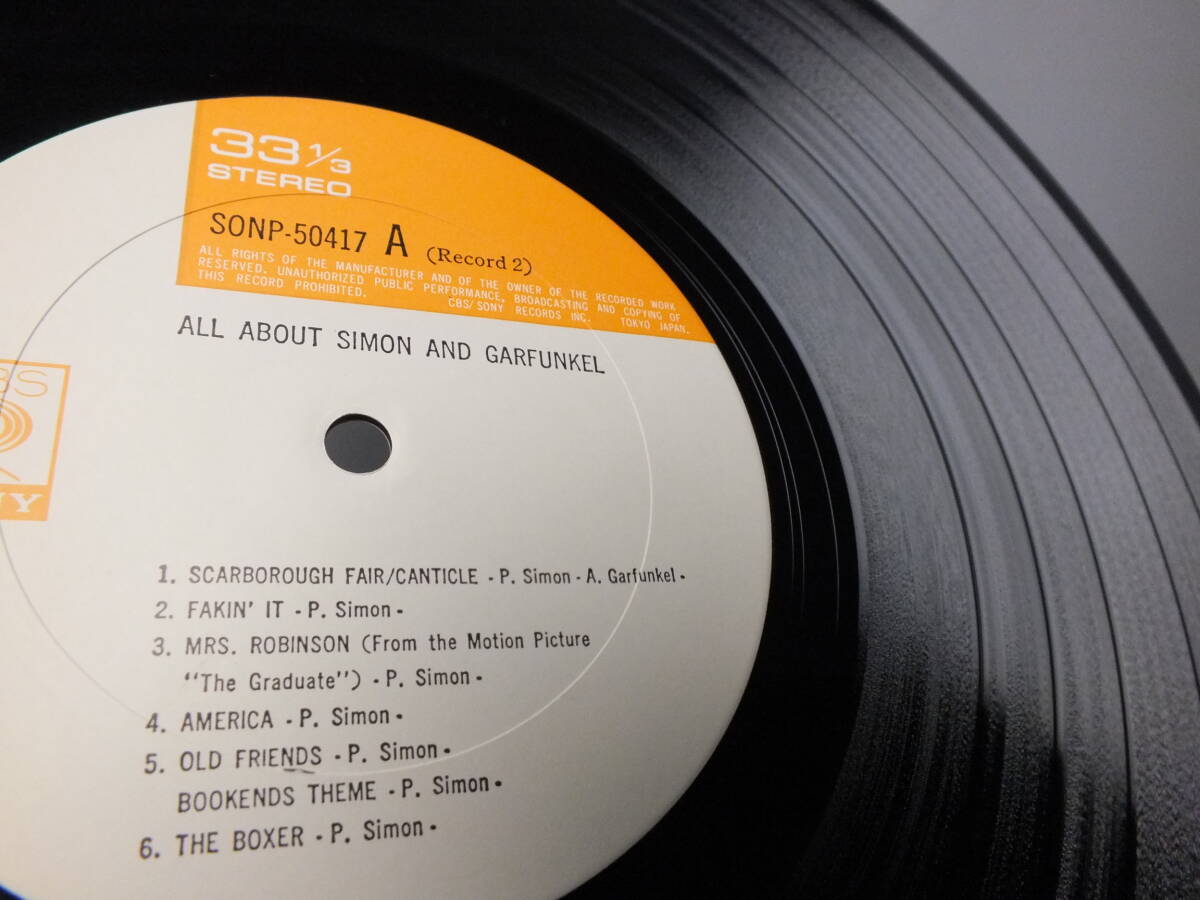 33 1/3
STEREO
SONP-50417 A (Record 2)
ALL RIGHTS OF THE MANUFACTURER AND OF THE OWNER OF THE RECORDED WORK
RESERVED. UNAUTHORIZED PUBLIC PERFORMANCE, BROADCASTING AND COPYING OF
THIS RECORD PROHIBITED. CBS/SONY RECORDS INC. TOKYO JAPAN.
ALL ABOUT SIMON AND GARFUNKEL
1. SCARBOROUGH FAIR/CANTICLE - P. Simon - A. Garfunkel -
2. FAKIN' IT - P. Simon -
3. MRS. ROBINSON (From the Motion Picture
"The Graduate") - P. Simon -
4. AMERICA - P. Simon -
5. OLD FRIENDS - P. Simon -
BOOKENDS THEME - P. Simon -
6. THE BOXER - P. Simon -